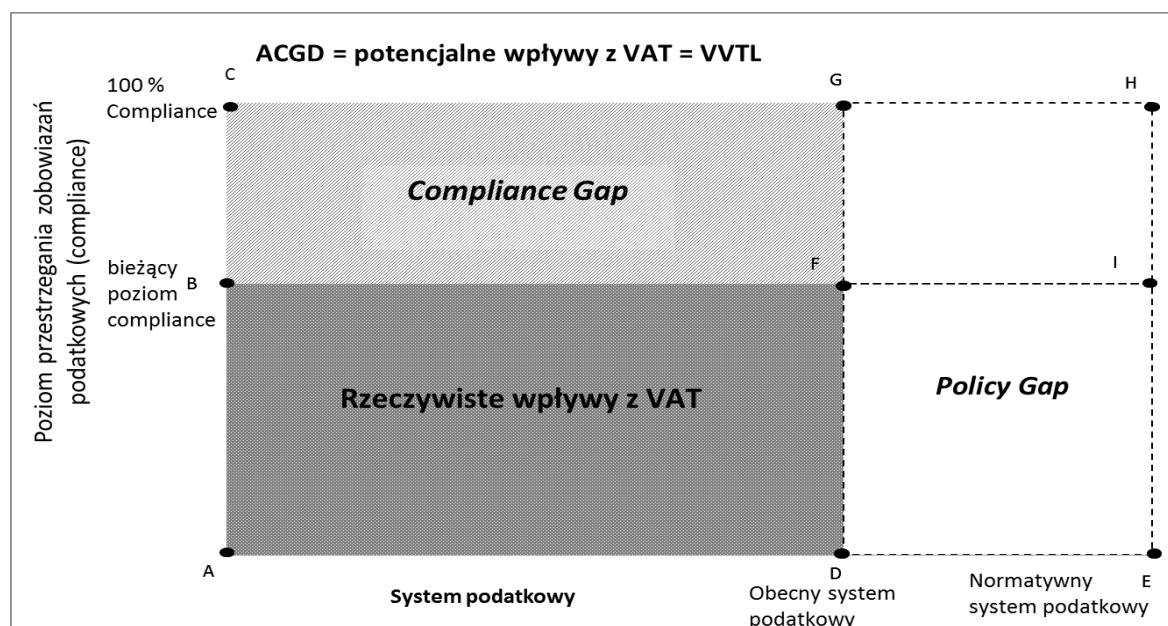 ACGD = potencjalne wpływy z VAT = VVTL
C
G
H
100 %
Compliance
Compliance Gap
Poziom przestrzegania zobowiazań
podatkowych (compliance)
bieżący
poziom
compliance
B
F
I
Rzeczywiste wpływy z VAT
Policy Gap
A
D
E
System podatkowy
Obecny system
podatkowy
Normatywny
system podatkowy